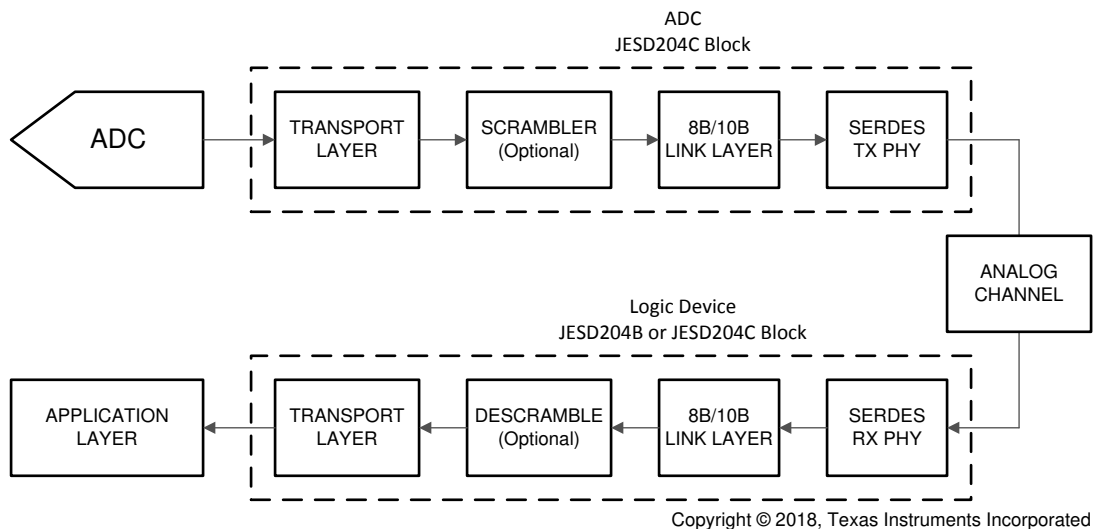 ADC
JESD204C Block
ADC
TRANSPORT
LAYER
SCRAMBLER
(Optional)
8B/10B
LINK LAYER
SERDES
TX PHY
ANALOG
CHANNEL
Logic Device
JESD204B or JESD204C Block
APPLICATION
LAYER
TRANSPORT
LAYER
DESCRAMBLE
(Optional)
8B/10B
LINK LAYER
SERDES
RX PHY
Copyright © 2018, Texas Instruments Incorporated